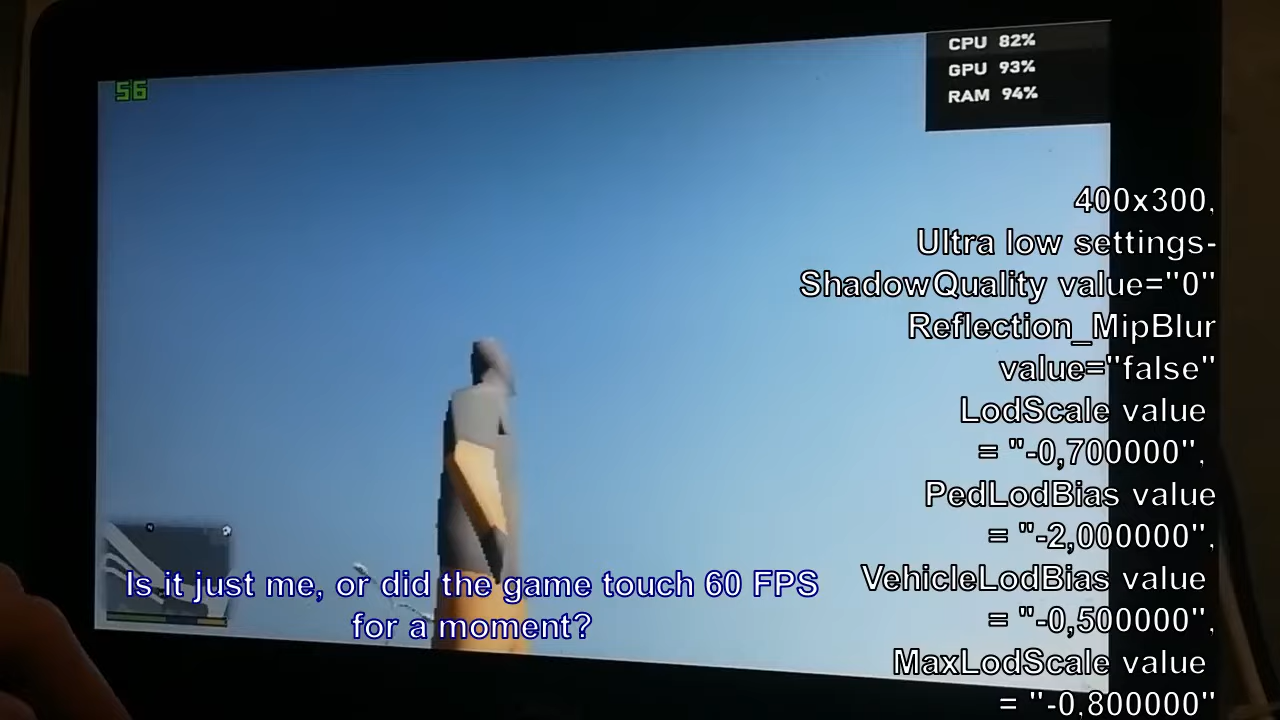 56
CPU 82%
GPU 93%
RAM 94%
400x300,
Ultra low settings-
ShadowQuality value="0"
Reflection_MipBlur
value="false"
LodScale value
= "-0,700000",
PedLodBias value
= "-2,000000",
VehicleLodBias value
= "-0,500000",
MaxLodScale value
= "-0,800000"
Is it just me, or did the game touch 60 FPS
for a moment?